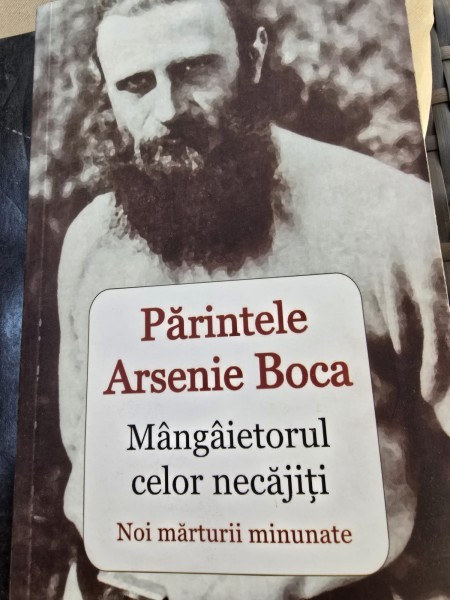 Părintele
Arsenie Boca
Mângâietorul
celor necăjiți
Noi mărturii minunate